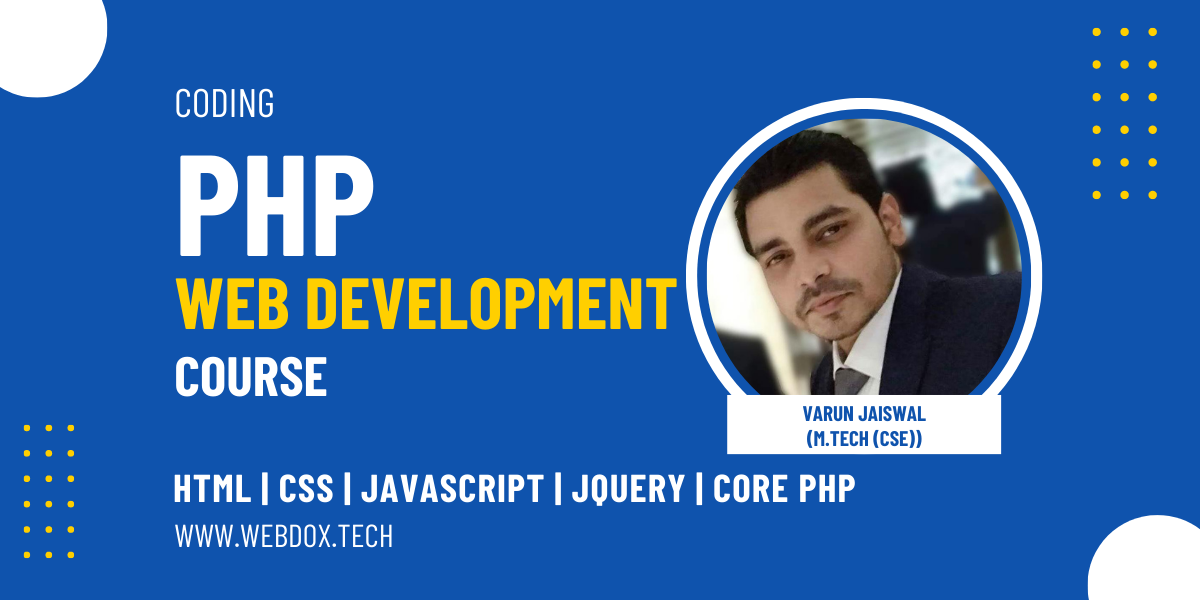 CODING
PHP
WEB DEVELOPMENT
COURSE
VARUN JAISWAL
(M.TECH (CSE))
HTML | CSS | JAVASCRIPT | JQUERY | CORE PHP
WWW.WEBDOX.TECH